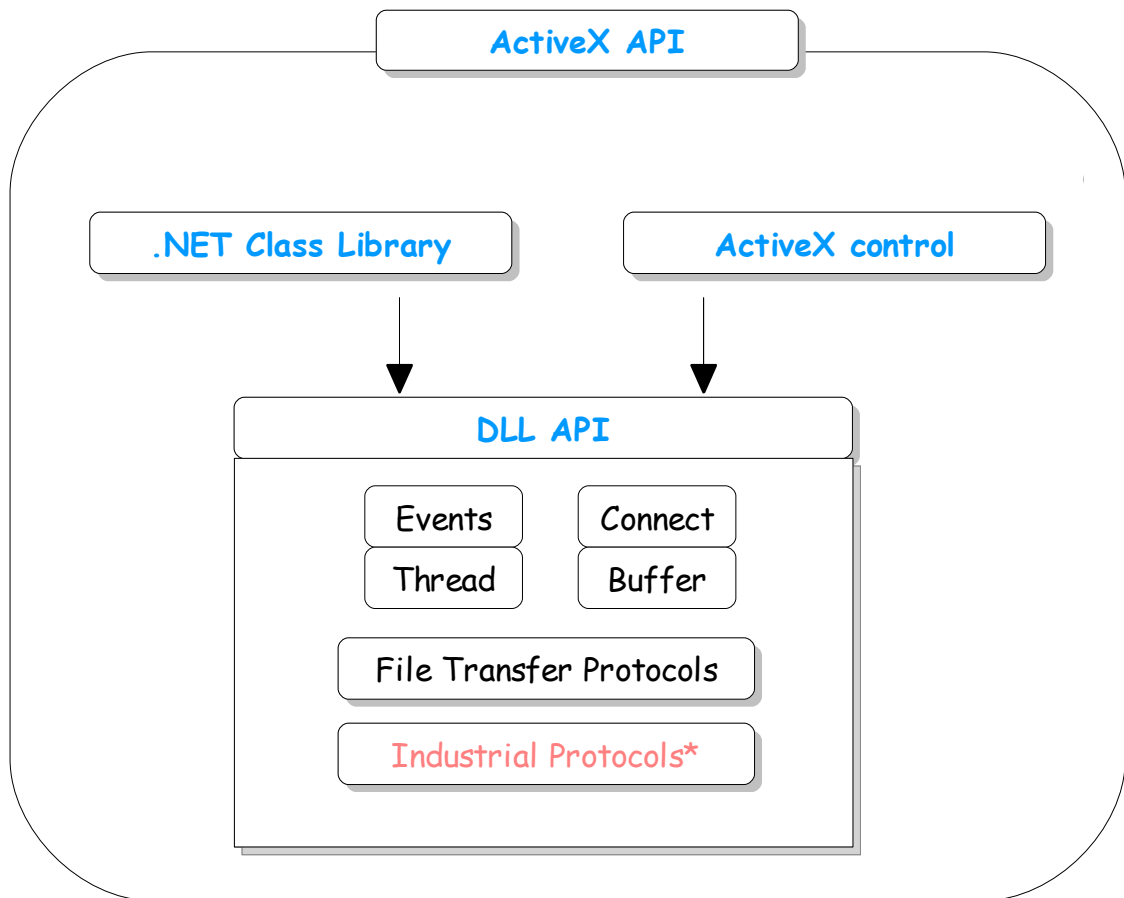 ActiveX API
.NET Class Library
ActiveX control
DLL API
Events
Connect
Thread
Buffer
File Transfer Protocols
Industrial Protocols*